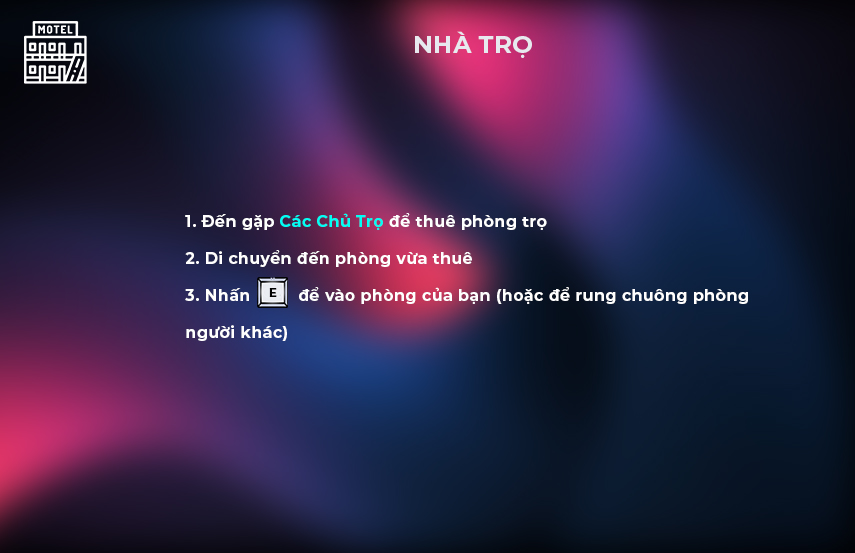 MOTEL
NHÀ TRỌ
1. Đến gặp Các Chủ Trọ để thuê phòng trọ
2. Di chuyển đến phòng vừa thuê
3. Nhấn E để vào phòng của bạn (hoặc để rung chuông phòng
người khác)